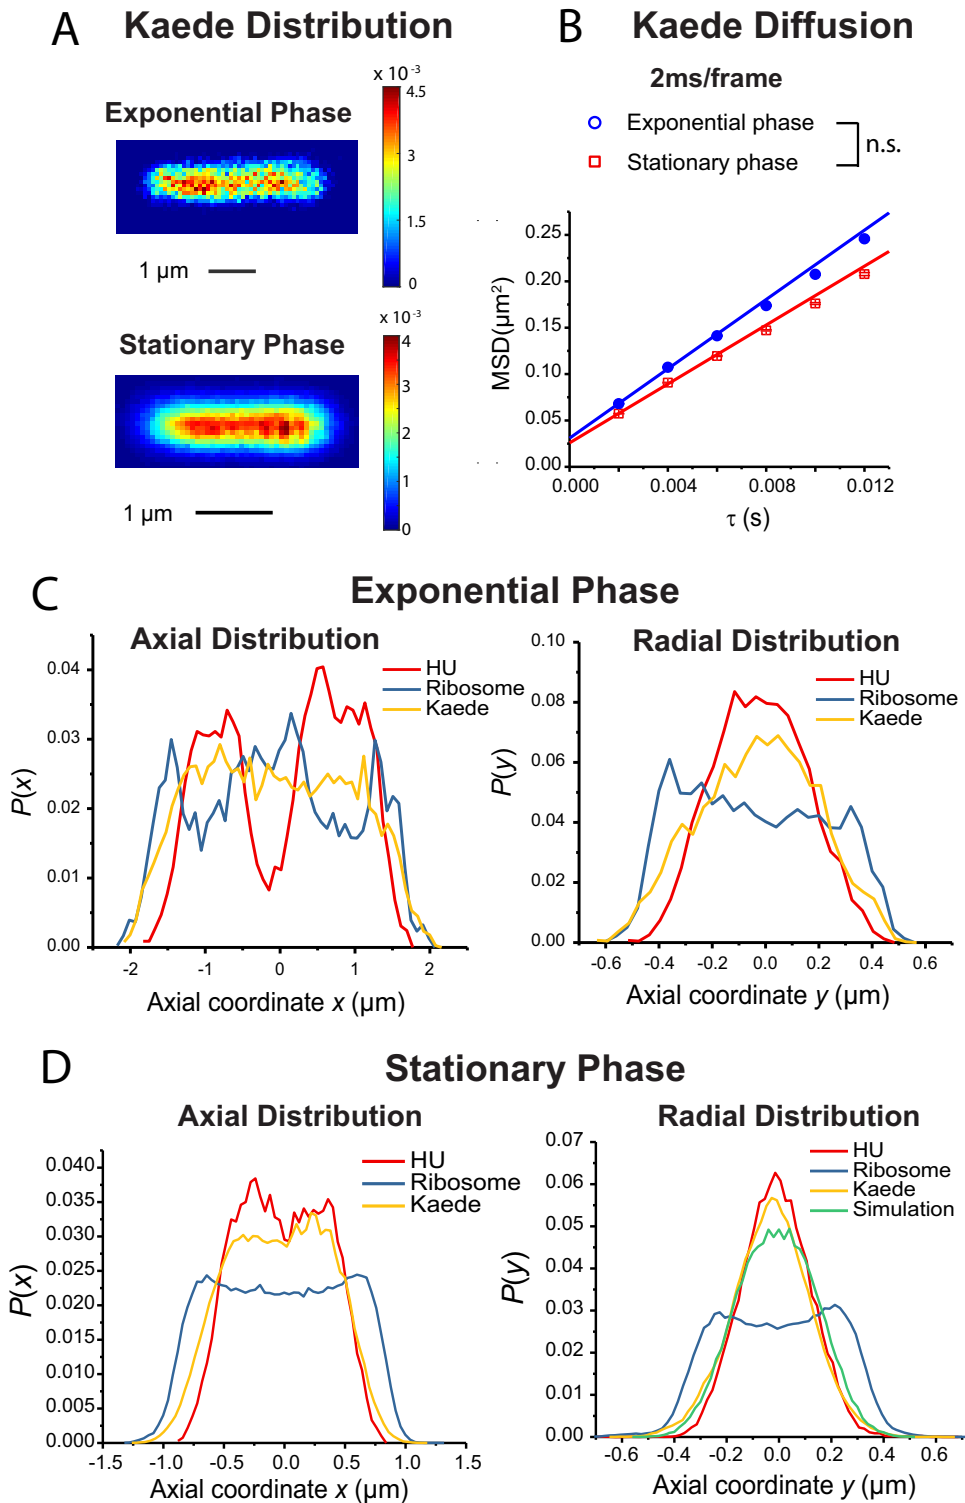 A Kaede Distribution
Exponential Phase
x 10⁻³
4.5
3
1.5
0
1 µm
Stationary Phase
x 10⁻³
4
3
2
1
0
1 µm
B Kaede Diffusion
2ms/frame
Exponential phase
Stationary phase
n.s.
MSD(µm²)
0.25
0.20
0.15
0.10
0.05
0.00
0.000 0.004 0.008 0.012
τ (s)
C Exponential Phase
Axial Distribution
HU
Ribosome
Kaede
P(x)
0.04
0.03
0.02
0.01
0.00
-2 -1 0 1 2
Axial coordinate x (µm)
Radial Distribution
HU
Ribosome
Kaede
P(y)
0.10
0.08
0.06
0.04
0.02
0.00
-0.6 -0.4 -0.2 0.0 0.2 0.4 0.6
Axial coordinate y (µm)
D Stationary Phase
Axial Distribution
HU
Ribosome
Kaede
P(x)
0.040
0.035
0.030
0.025
0.020
0.015
0.010
0.005
0.000
-1.5 -1.0 -0.5 0.0 0.5 1.0 1.5
Axial coordinate x (µm)
Radial Distribution
HU
Ribosome
Kaede
Simulation
P(y)
0.07
0.06
0.05
0.04
0.03
0.02
0.01
0.00
-0.6 -0.4 -0.2 0.0 0.2 0.4 0.6
Axial coordinate y (µm)